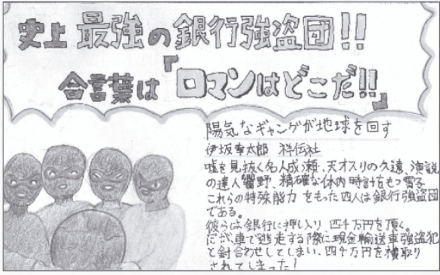 史上最強の銀行強盗団!!
合言葉は『ロマンはどこだ!!』
陽気なギャングが地球を回す
伊坂幸太郎 祥伝社
嘘を見抜く名人成瀬、天才スリの久遠、演説
の達人響野、精確な体内時計をもつ雪子
これらの特殊能力をもった四人は銀行強盗団
である。
彼らは銀行に押し入り、四千万円を頂く。
だが、車で逃走する際に現金輸送車強盗犯
と鉢合わせしてしまい、四千万円を横取り
されてしまった!